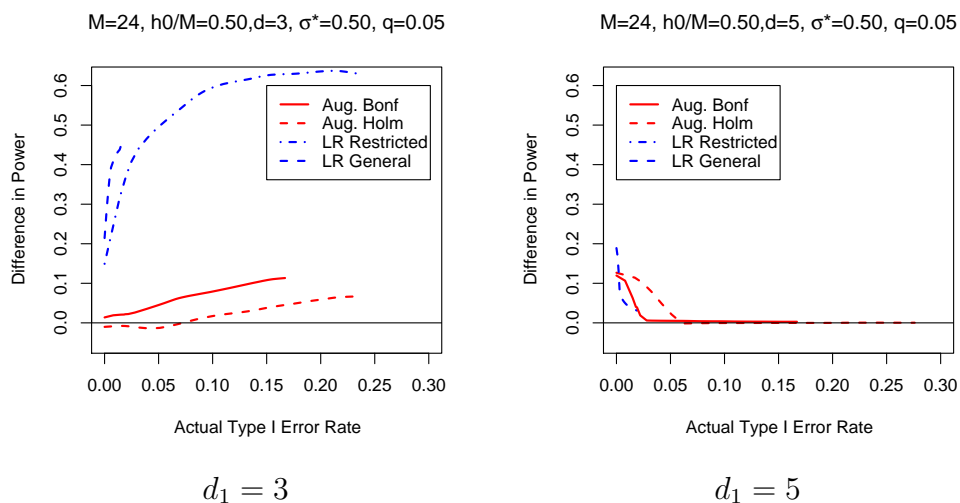 M=24, h0/M=0.50,d=3, σ*=0.50, q=0.05
0.6
0.5
0.4
0.3
0.2
0.1
0.0
Difference in Power
Aug. Bonf
Aug. Holm
LR Restricted
LR General
0.00 0.05 0.10 0.15 0.20 0.25 0.30
Actual Type I Error Rate
d₁ = 3
M=24, h0/M=0.50,d=5, σ*=0.50, q=0.05
0.6
0.5
0.4
0.3
0.2
0.1
0.0
Difference in Power
Aug. Bonf
Aug. Holm
LR Restricted
LR General
0.00 0.05 0.10 0.15 0.20 0.25 0.30
Actual Type I Error Rate
d₁ = 5